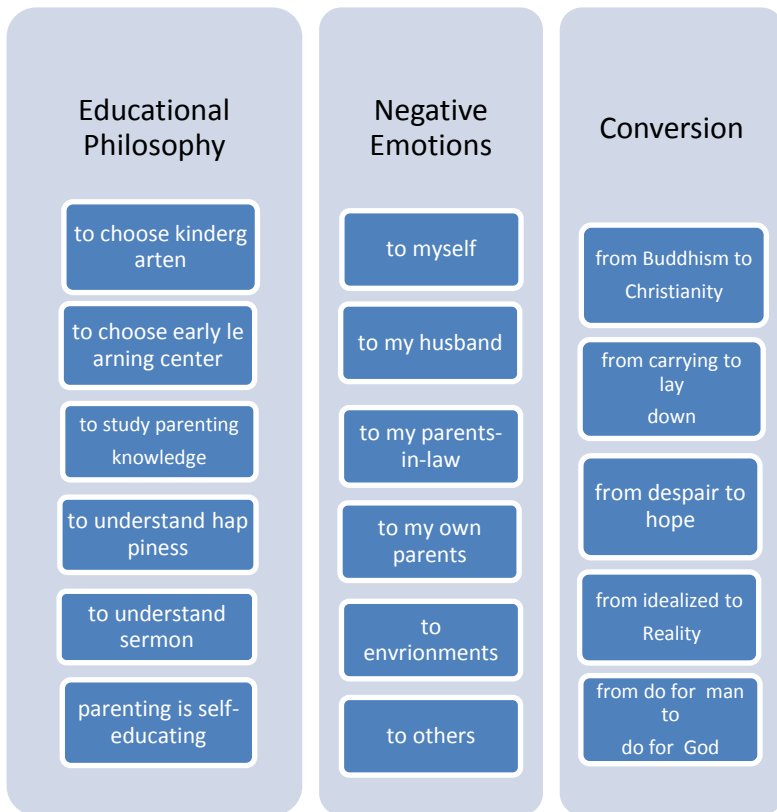 Educational
Philosophy
to choose kinderg
arten
to choose early le
arning center
to study parenting
knowledge
to understand hap
piness
to understand
sermon
parenting is self-
educating
Negative
Emotions
to myself
to my husband
to my parents-
in-law
to my own
parents
to
envrionments
to others
Conversion
from Buddhism to
Christianity
from carrying to
lay
down
from despair to
hope
from idealized to
Reality
from do for  man
to
do for  God